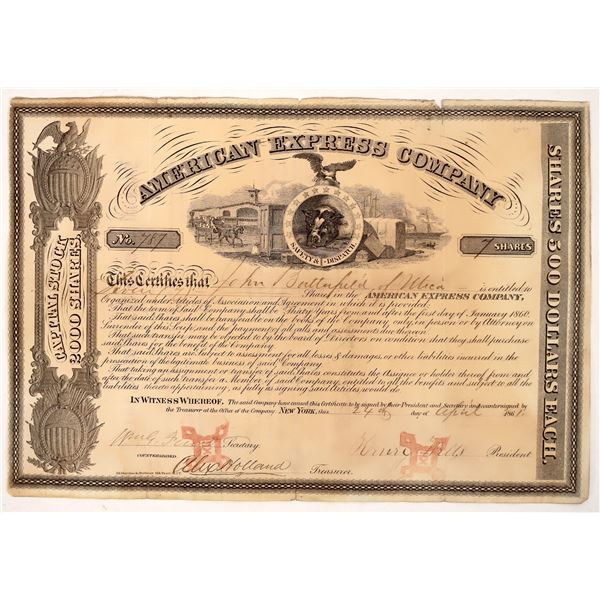 AMERICAN EXPRESS COMPANY
CAPITAL STOCK
2000 SHARES
SHARES 500 DOLLARS EACH.
SAFETY & DISPATCH
No. 787
7 SHARES
This Certifies that John Butterfield of Utica
Seven is entitled to
Shares in the AMERICAN EXPRESS COMPANY,
Organized under Articles of Association and Agreement in which it is provided;
That the term of said Company shall be Thirty Years from and after the first day of January 1860.
That said Shares shall be transferable on the books of the Company only in person or by Attorney on
Surrender of this Scrip and the payment of all calls and assessments due thereon
That such transfer may be objected to by the board of Directors on condition that they shall purchase
said Shares for the benefit of the Company.
That said Shares are subject to assessment for all losses & damages or other liabilities incurred in the
prosecution of the legitimate business of said Company.
That taking an assignment or transfer of said Shares constitutes the Assignee or holder thereof from and
after the date of said transfer a Member of said Company, entitled to all the benefits and subject to all the
liabilities thereto appertaining, as fully as signing said Articles would do.
IN WITNESS WHEREOF. The said Company have caused this Certificate to be signed by their President and Secretary and countersigned by
the Treasurer at the Office of the Company. NEW YORK, this 24th day of April 1861.
Secretary. President
COUNTERSIGNED
Alex Holland Treasurer.